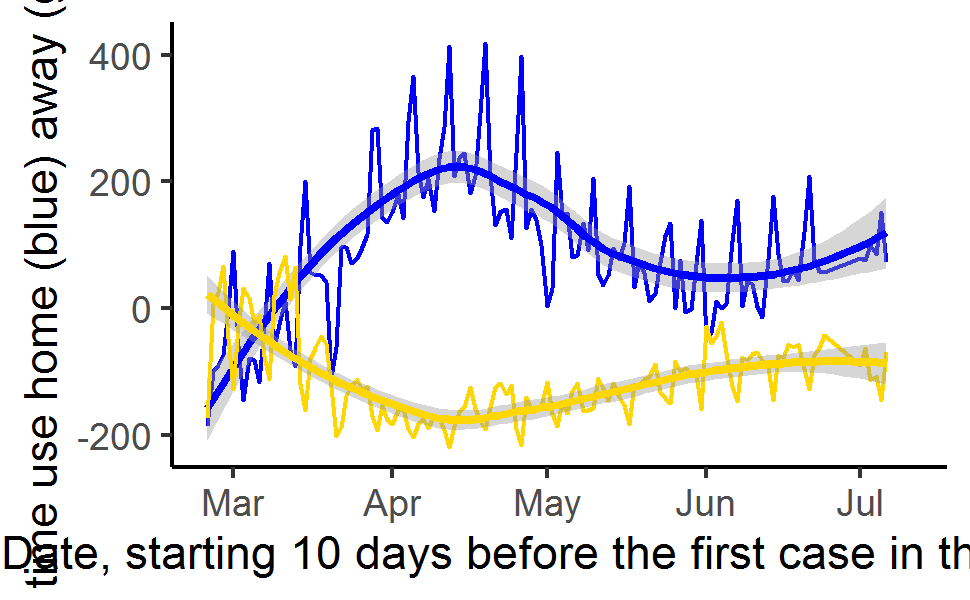 time use home (blue) away (
400
200
0
-200
Mar Apr May Jun Jul
Date, starting 10 days before the first case in th